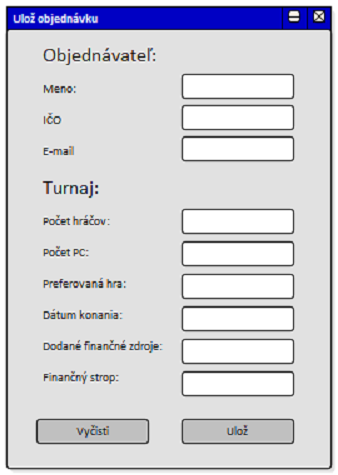 Ulož objednávku
Objednávateľ:
Meno:
IČO
E-mail
Turnaj:
Počet hráčov:
Počet PC:
Preferovaná hra:
Dátum konania:
Dodané finančné zdroje:
Finančný strop:
Vyčisti
Ulož